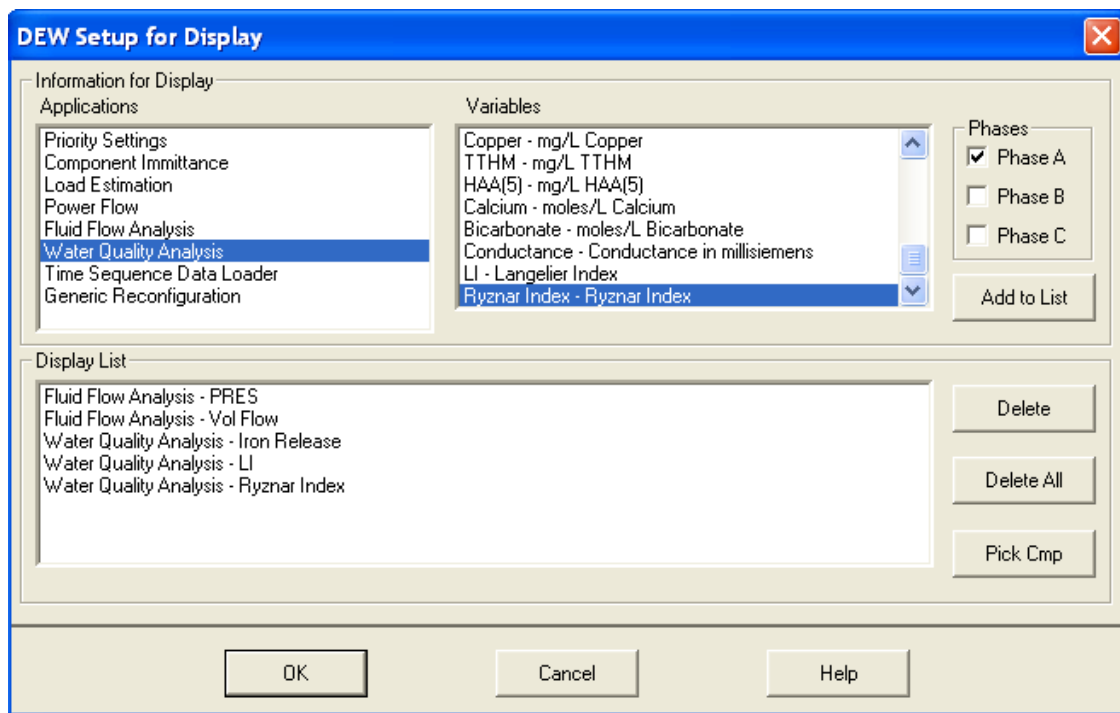 DEW Setup for Display
Information for Display
Applications
Priority Settings
Component Immittance
Load Estimation
Power Flow
Fluid Flow Analysis
Water Quality Analysis
Time Sequence Data Loader
Generic Reconfiguration
Variables
Copper - mg/L Copper
TTHM - mg/L TTHM
HAA(5) - mg/L HAA(5)
Calcium - moles/L Calcium
Bicarbonate - moles/L Bicarbonate
Conductance - Conductance in millisiemens
LI - Langelier Index
Ryznar Index - Ryznar Index
Phases
Phase A
Phase B
Phase C
Add to List
Display List
Fluid Flow Analysis - PRES
Fluid Flow Analysis - Vol Flow
Water Quality Analysis - Iron Release
Water Quality Analysis - LI
Water Quality Analysis - Ryznar Index
Delete
Delete All
Pick Cmp
OK
Cancel
Help